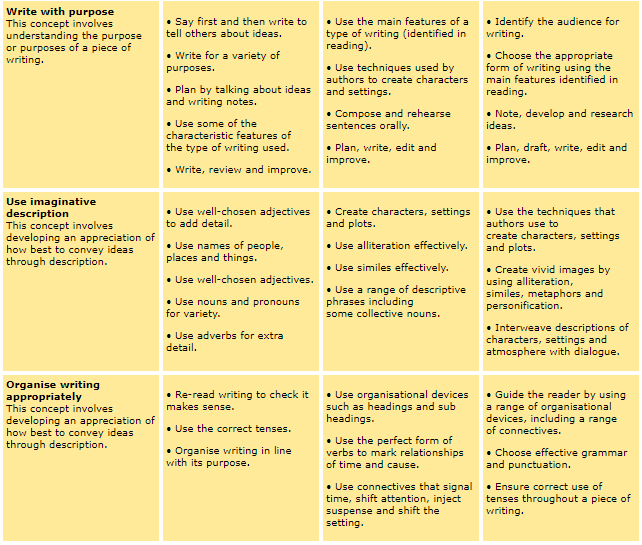 Write with purpose
This concept involves
understanding the purpose
or purposes of a piece of
writing.
• Say first and then write to
tell others about ideas.
• Write for a variety of
purposes.
• Plan by talking about ideas
and writing notes.
• Use some of the
characteristic features of
the type of writing used.
• Write, review and improve.
• Use the main features of a
type of writing (identified in
reading).
• Use techniques used by
authors to create characters
and settings.
• Compose and rehearse
sentences orally.
• Plan, write, edit and
improve.
• Identify the audience for
writing.
• Choose the appropriate
form of writing using the
main features identified in
reading.
• Note, develop and research
ideas.
• Plan, draft, write, edit and
improve.
Use imaginative
description
This concept involves
developing an appreciation of
how best to convey ideas
through description.
• Use well-chosen adjectives
to add detail.
• Use names of people,
places and things.
• Use well-chosen adjectives.
• Use nouns and pronouns
for variety.
• Use adverbs for extra
detail.
• Create characters, settings
and plots.
• Use alliteration effectively.
• Use similes effectively.
• Use a range of descriptive
phrases including
some collective nouns.
• Use the techniques that
authors use to
create characters, settings
and plots.
• Create vivid images by
using alliteration,
similes, metaphors and
personification.
• Interweave descriptions of
characters, settings and
atmosphere with dialogue.
Organise writing
appropriately
This concept involves
developing an appreciation of
how best to convey ideas
through description.
• Re-read writing to check it
makes sense.
• Use the correct tenses.
• Organise writing in line
with its purpose.
• Use organisational devices
such as headings and sub
headings.
• Use the perfect form of
verbs to mark relationships
of time and cause.
• Use connectives that signal
time, shift attention, inject
suspense and shift the
setting.
• Guide the reader by using
a range of organisational
devices, including a range
of connectives.
• Choose effective grammar
and punctuation.
• Ensure correct use of
tenses throughout a piece of
writing.